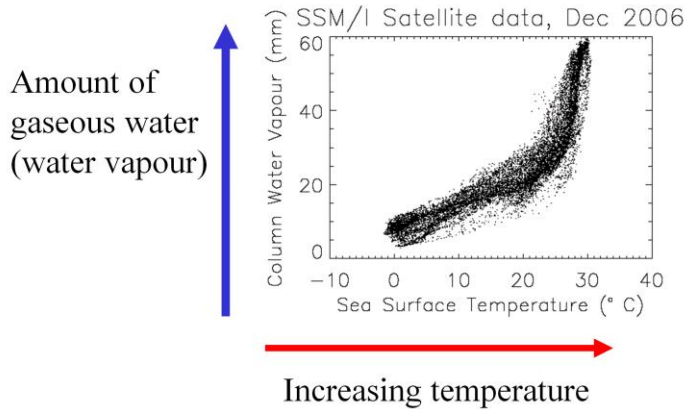 SSM/I Satellite data, Dec 2006
Amount of
gaseous water
(water vapour)
Column Water Vapour (mm)
60
40
20
0
-10 0 10 20 30 40
Sea Surface Temperature (° C)
Increasing temperature